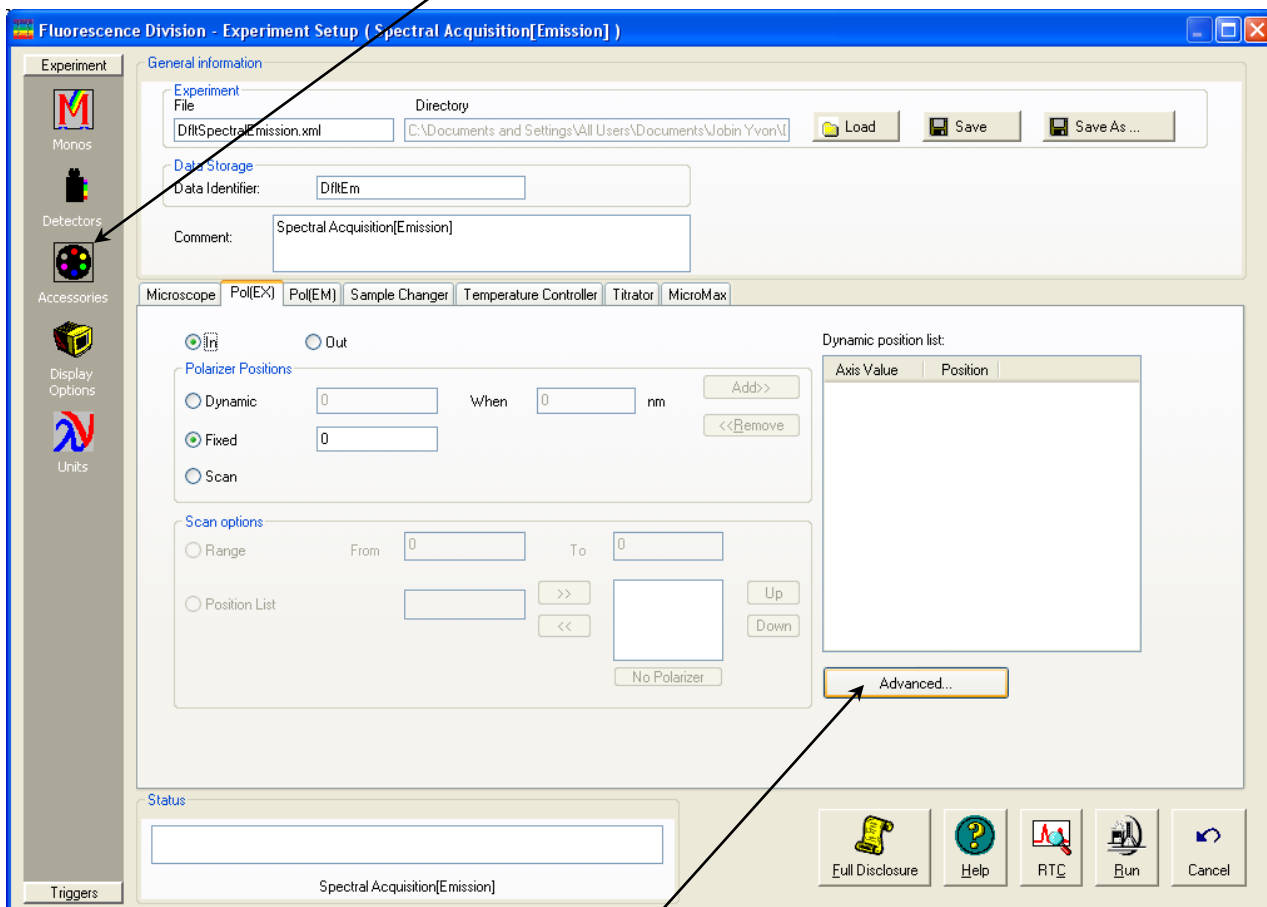 Fluorescence Division - Experiment Setup ( Spectral Acquisition[Emission] )
Experiment
Monos
Detectors
Accessories
Display
Options
Units
Triggers
General information
Experiment
File
Directory
DfltSpectralEmission.xml
C:\Documents and Settings\All Users\Documents\Jobin Yvon\
Load
Save
Save As ...
Data Storage
Data Identifier:
DfltEm
Comment:
Spectral Acquisition[Emission]
Microscope
Pol(EX)
Pol(EM)
Sample Changer
Temperature Controller
Titrator
MicroMax
In
Out
Polarizer Positions
Dynamic
0
When
0
nm
Add>>
<<Remove
Fixed
0
Scan
Scan options
Range
From
0
To
0
Position List
>>
<<
Up
Down
No Polarizer
Dynamic position list:
Axis Value
Position
Advanced...
Status
Spectral Acquisition[Emission]
Full Disclosure
Help
RTC
Run
Cancel